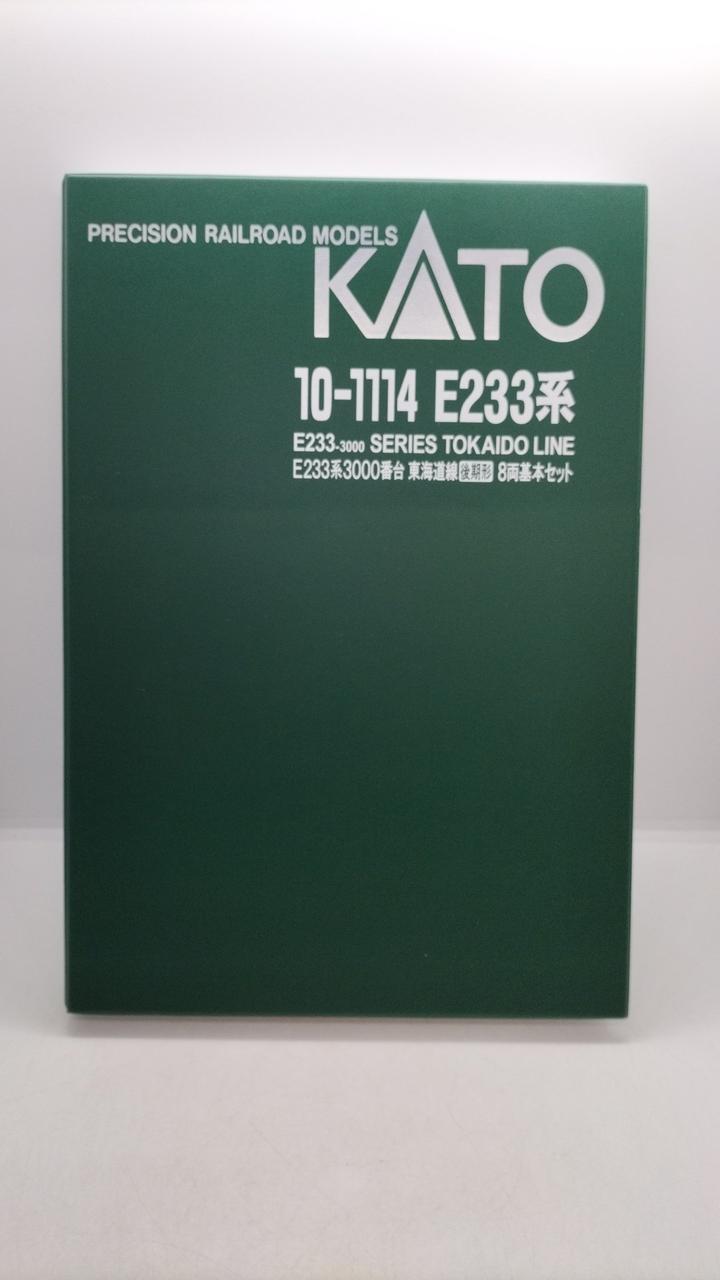 PRECISION RAILROAD MODELS
KATO
10-1114 E233系
E233-3000 SERIES TOKAIDO LINE
E233系3000番台 東海道線 後期形 8両基本セット